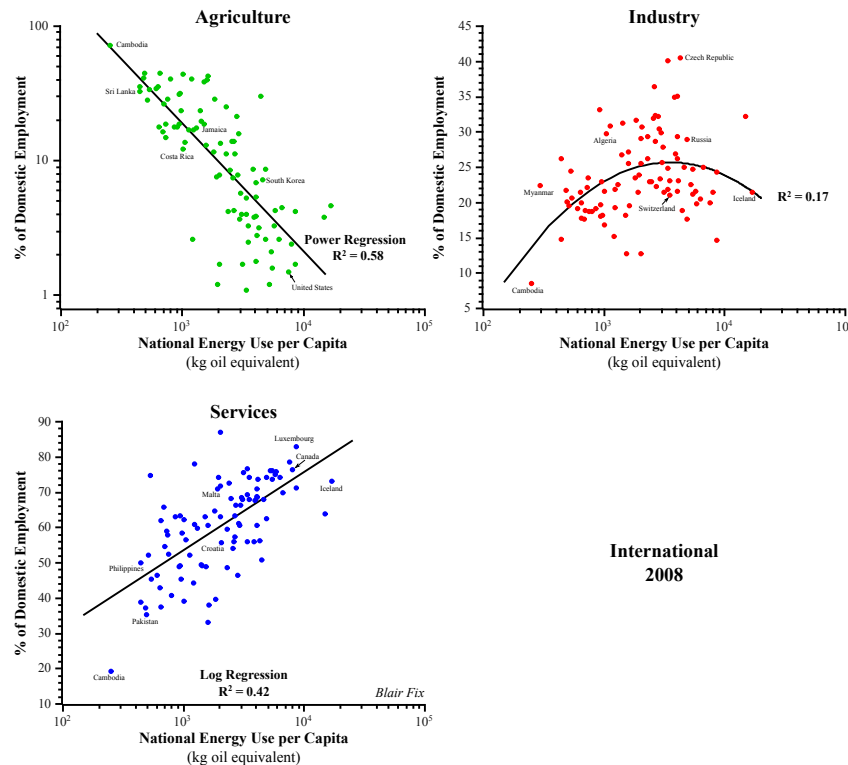 Agriculture
% of Domestic Employment
100
10
1
Cambodia
Sri Lanka
Jamaica
Costa Rica
South Korea
Power Regression
R² = 0.58
United States
10² 10³ 10⁴ 10⁵
National Energy Use per Capita
(kg oil equivalent)
Industry
% of Domestic Employment
45
40
35
30
25
20
15
10
5
Czech Republic
Algeria
Russia
Myanmar
Switzerland
Iceland
R² = 0.17
Cambodia
10² 10³ 10⁴ 100
National Energy Use per Capita
(kg oil equivalent)
Services
% of Domestic Employment
90
80
70
60
50
40
30
20
10
Luxembourg
Canada
Malta
Iceland
Croatia
Philippines
Pakistan
Cambodia
Log Regression
R² = 0.42
Blair Fix
10² 10³ 10⁴ 10⁵
National Energy Use per Capita
(kg oil equivalent)
International
2008